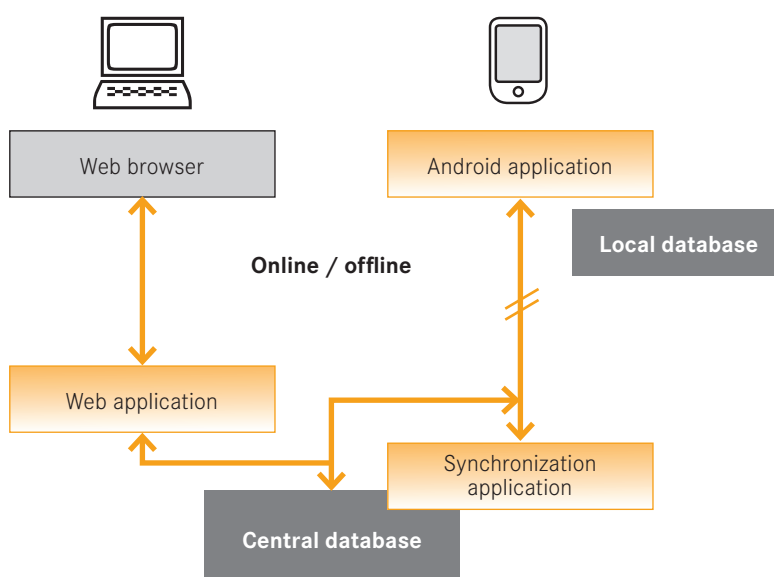 Web browser
Android application
Local database
Online / offline
Web application
Synchronization
application
Central database